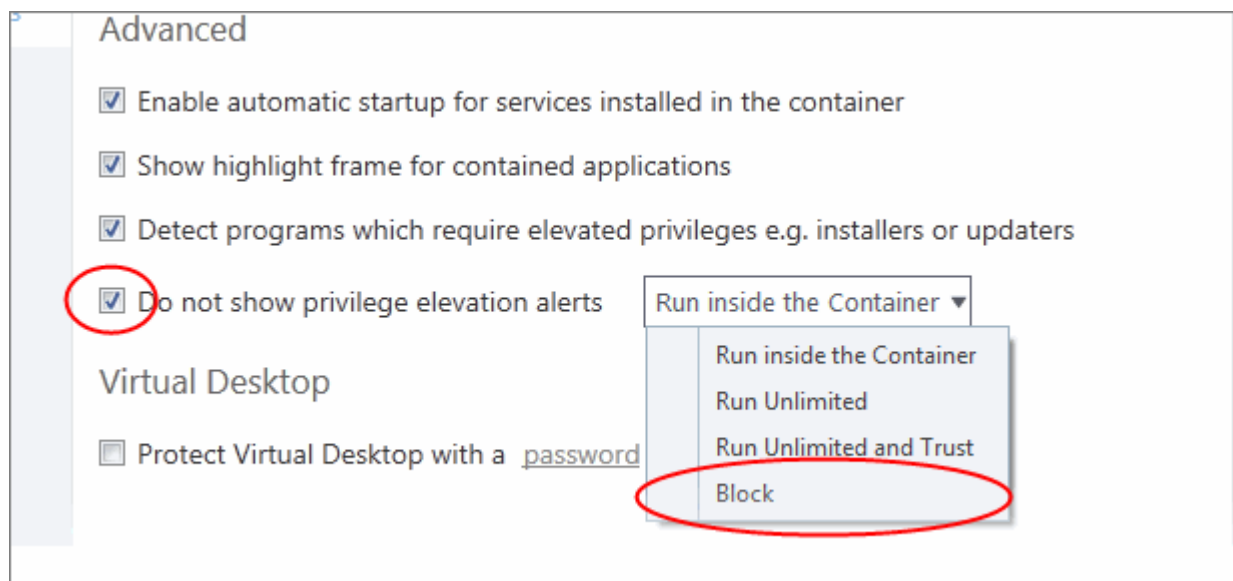 Advanced
Enable automatic startup for services installed in the container
Show highlight frame for contained applications
Detect programs which require elevated privileges e.g. installers or updaters
Do not show privilege elevation alerts Run inside the Container
Run inside the Container
Run Unlimited
Run Unlimited and Trust
Block
Virtual Desktop
Protect Virtual Desktop with a password